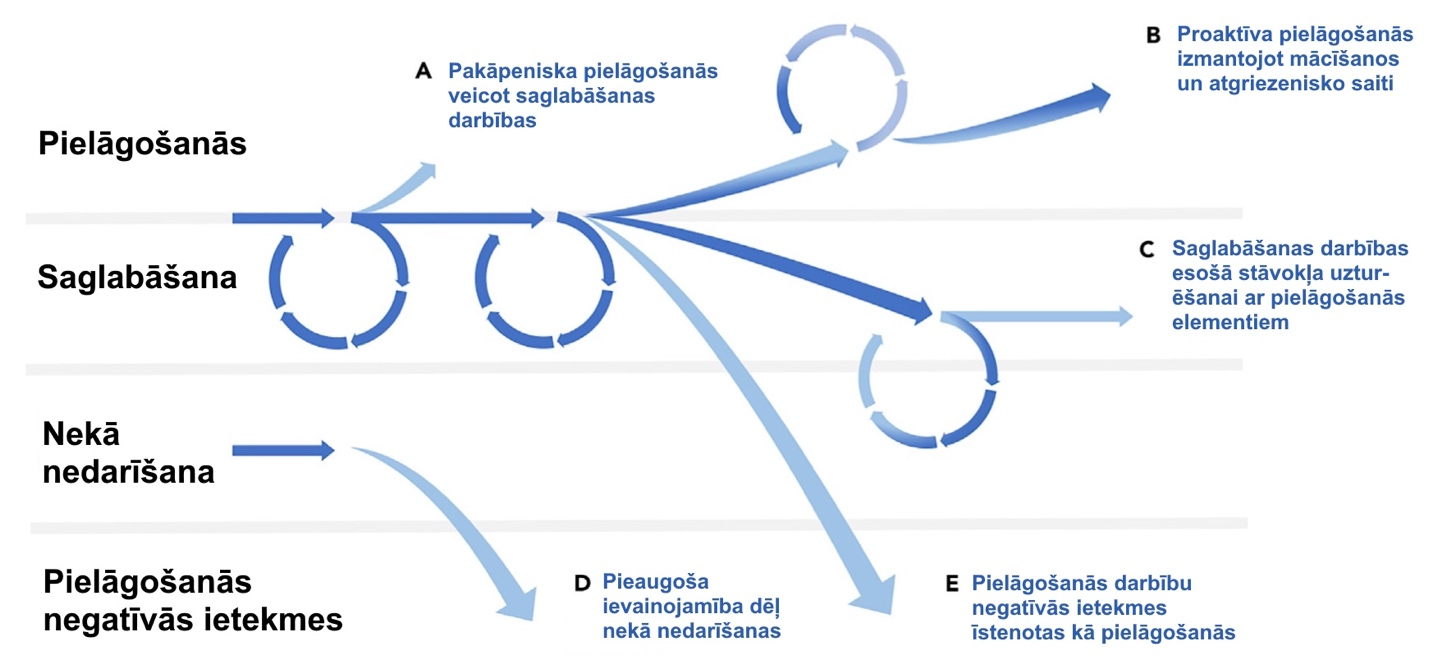 A Pakāpeniska pielāgošanās
veicot saglabāšanas
darbības
B Proaktīva pielāgošanās
izmantojot mācīšanos
un atgriezenisko saiti
Pielāgošanās
Saglabāšana
C Saglabāšanas darbības
esošā stāvokļa uztur-
ēšanai ar pielāgošanās
elementiem
Nekā
nedarīšana
Pielāgošanās
negatīvās ietekmes
D Pieaugoša
ievainojamība dēļ
nekā nedarīšanas
E Pielāgošanās darbību
negatīvās ietekmes
īstenotas kā pielāgošanās